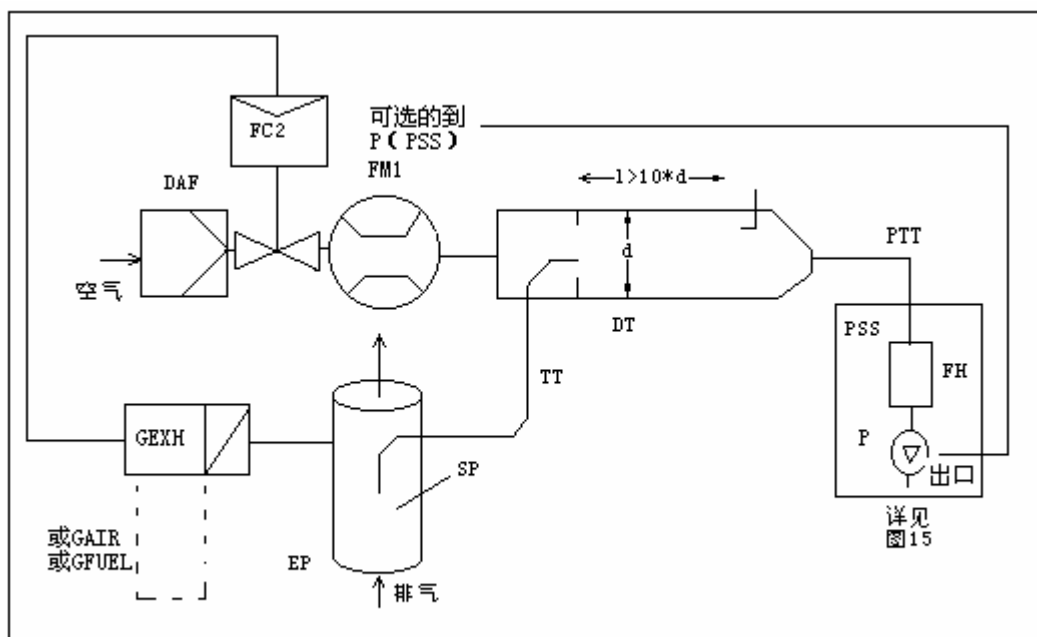 可选的到
P(PSS)
FC2
DAF
FM1
l>10*d
PTT
空气
d
DT
PSS
FH
TT
GEXH
SP
P
出口
或GAIR
或GFUEL
EP
排气
详见
图15